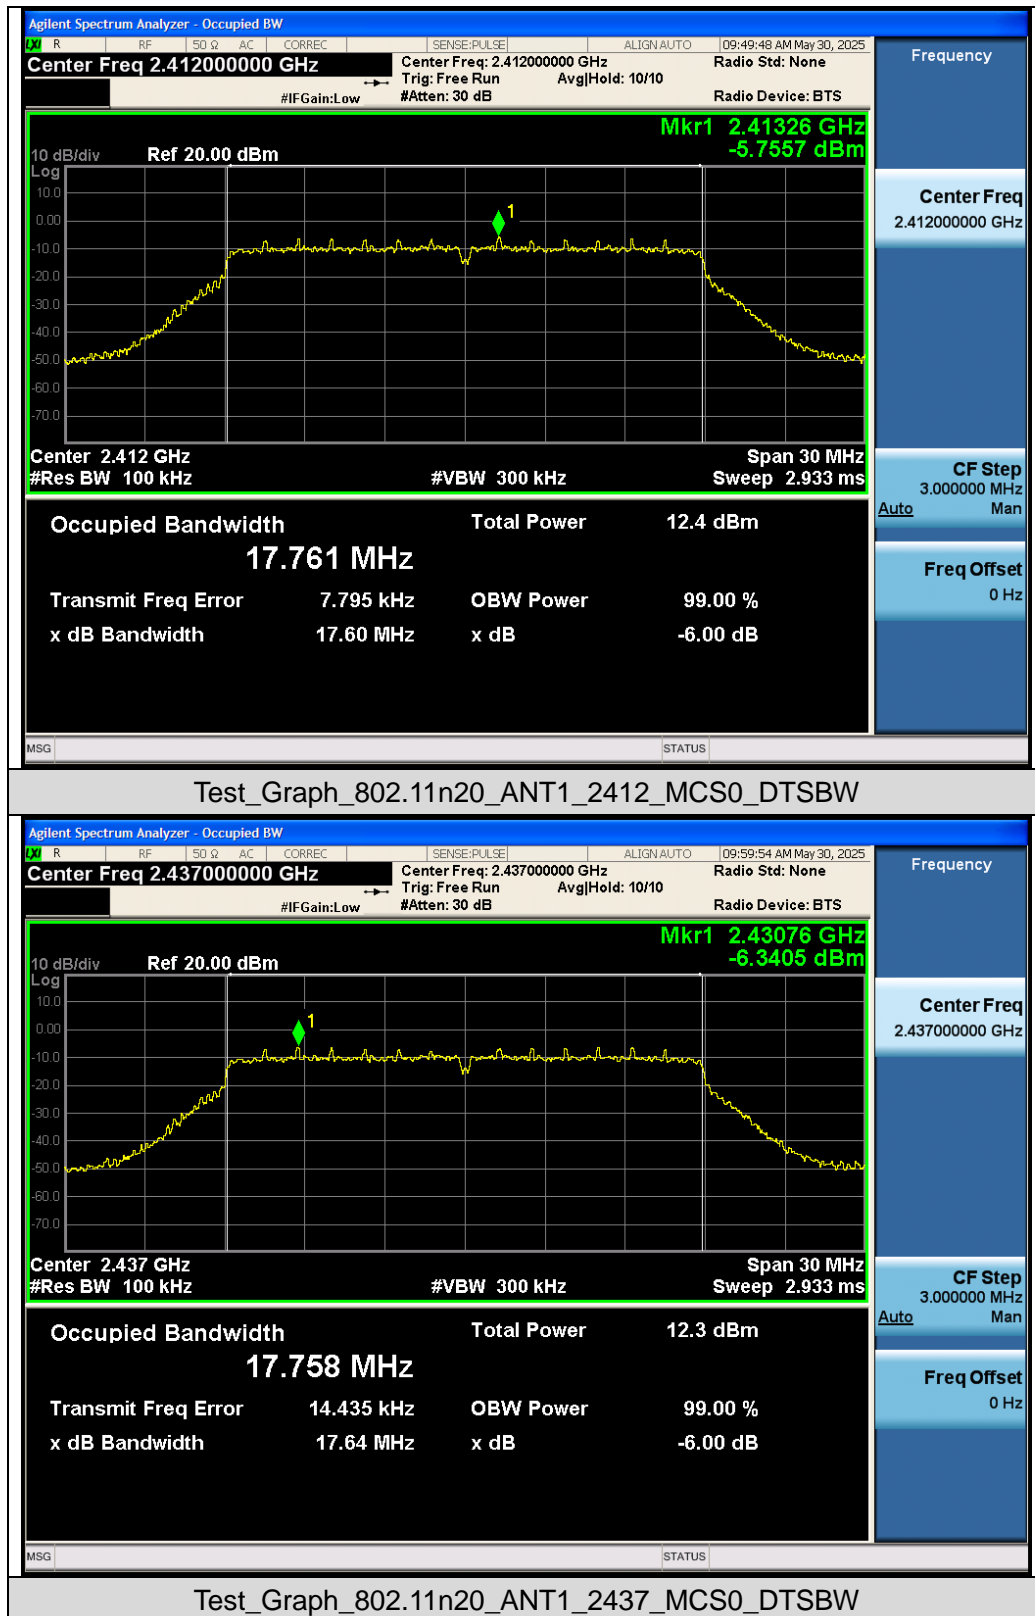 Agilent Spectrum Analyzer - Occupied BW
LXI R RF 50 Ω AC CORREC SENSE:PULSE ALIGN AUTO 09:49:48 AM May 30, 2025
Center Freq 2.412000000 GHz Center Freq: 2.412000000 GHz Radio Std: None Frequency
Trig: Free Run Avg|Hold: 10/10
#IFGain:Low #Atten: 30 dB Radio Device: BTS
Mkr1 2.41326 GHz
-5.7557 dBm
10 dB/div Ref 20.00 dBm
Log
10.0
0.00
-10.0
-20.0
-30.0
-40.0
-50.0
-60.0
-70.0
1
Center Freq
2.412000000 GHz
Center 2.412 GHz Span 30 MHz
#Res BW 100 kHz #VBW 300 kHz Sweep 2.933 ms
CF Step
3.000000 MHz
Auto Man
Occupied Bandwidth Total Power 12.4 dBm
17.761 MHz
Freq Offset
0 Hz
Transmit Freq Error 7.795 kHz OBW Power 99.00 %
x dB Bandwidth 17.60 MHz x dB -6.00 dB
MSG STATUS
Test_Graph_802.11n20_ANT1_2412_MCS0_DTSBW
Agilent Spectrum Analyzer - Occupied BW
LXI R RF 50 Ω AC CORREC SENSE:PULSE ALIGN AUTO 09:59:54 AM May 30, 2025
Center Freq 2.437000000 GHz Center Freq: 2.437000000 GHz Radio Std: None Frequency
Trig: Free Run Avg|Hold: 10/10
#IFGain:Low #Atten: 30 dB Radio Device: BTS
Mkr1 2.43076 GHz
-6.3405 dBm
10 dB/div Ref 20.00 dBm
Log
10.0
0.00
-10.0
-20.0
-30.0
-40.0
-50.0
-60.0
-70.0
1
Center Freq
2.437000000 GHz
Center 2.437 GHz Span 30 MHz
#Res BW 100 kHz #VBW 300 kHz Sweep 2.933 ms
CF Step
3.000000 MHz
Auto Man
Occupied Bandwidth Total Power 12.3 dBm
17.758 MHz
Freq Offset
0 Hz
Transmit Freq Error 14.435 kHz OBW Power 99.00 %
x dB Bandwidth 17.64 MHz x dB -6.00 dB
MSG STATUS
Test_Graph_802.11n20_ANT1_2437_MCS0_DTSBW